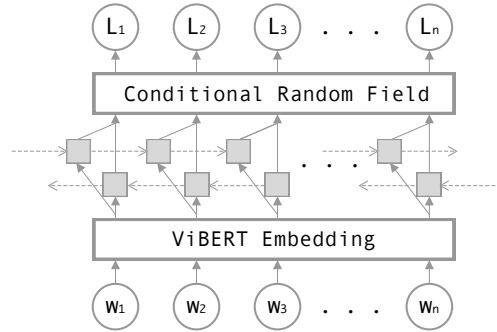 L1 L2 L3 . . . Ln
Conditional Random Field
. . .
ViBERT Embedding
w1 w2 w3 . . . wn